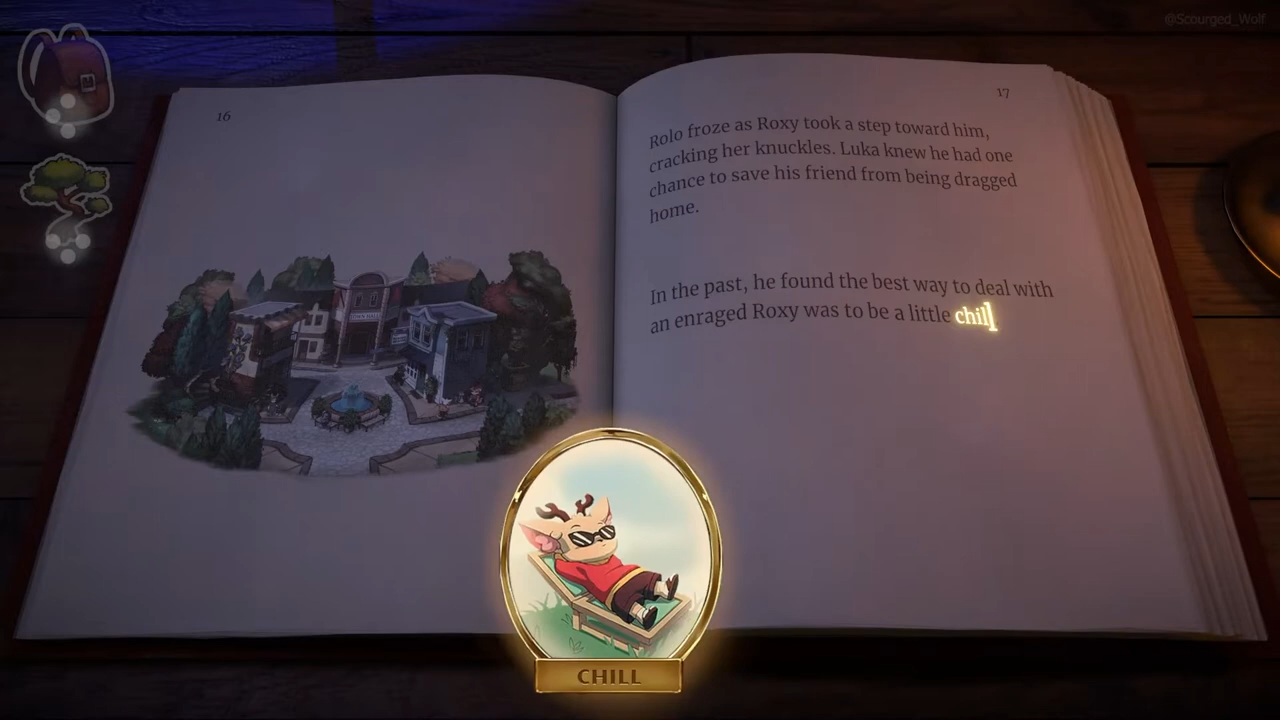 @Scourged_Wolf
16
17
Rolo froze as Roxy took a step toward him,
cracking her knuckles. Luka knew he had one
chance to save his friend from being dragged
home.
In the past, he found the best way to deal with
an enraged Roxy was to be a little chill
TOWN HALL
CHILL